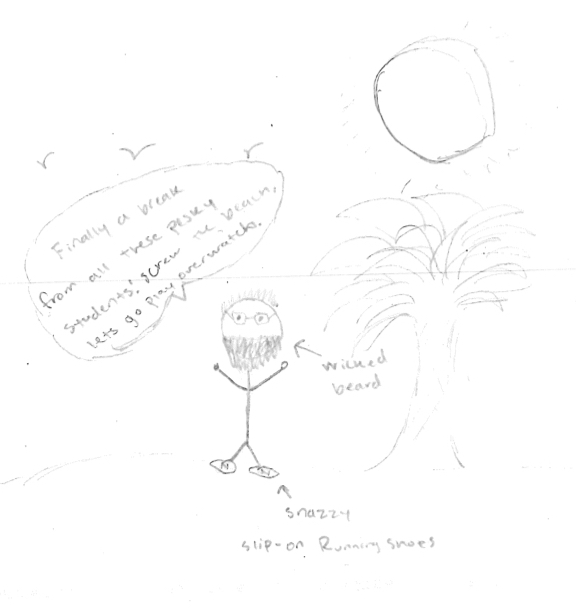 Finally a break
from all these pesky
students! screw the beach,
lets go play overwatch.
wicked
beard
snazzy
slip-on Running shoes